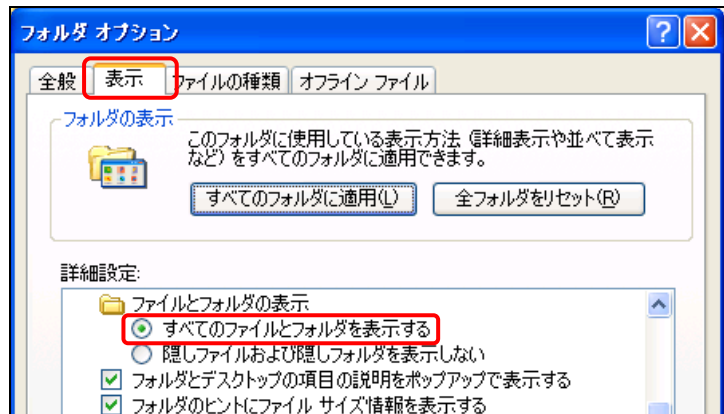 フォルダ オプション
全般 表示 ファイルの種類 オフライン ファイル
フォルダの表示
このフォルダに使用している表示方法 (詳細表示や並べて表示
など) をすべてのフォルダに適用できます。
すべてのフォルダに適用(L) 全フォルダをリセット(R)
詳細設定:
ファイルとフォルダの表示
すべてのファイルとフォルダを表示する
隠しファイルおよび隠しフォルダを表示しない
フォルダとデスクトップの項目の説明をポップアップで表示する
フォルダのヒントにファイル サイズ情報を表示する